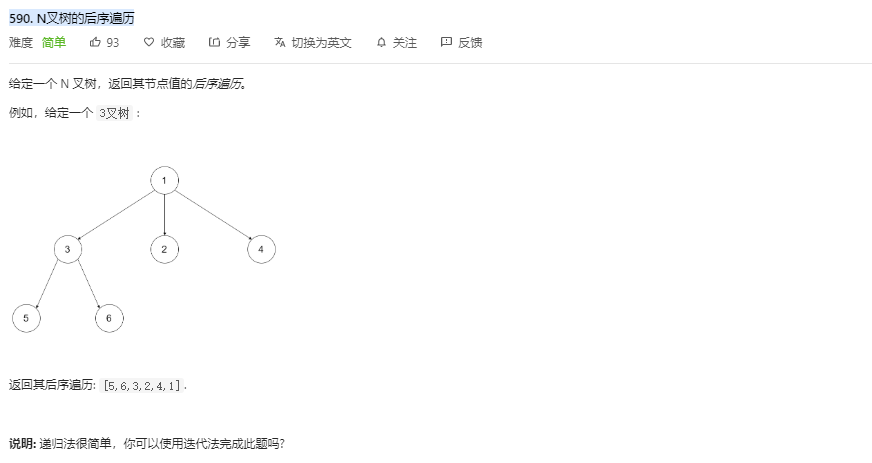 590. N叉树的后序遍历
难度 简单 93 收藏 分享 切换为英文 关注 反馈
给定一个 N 叉树，返回其节点值的后序遍历。
例如，给定一个 3叉树 :
1
3 2 4
5 6
返回其后序遍历: [5,6,3,2,4,1].
说明: 递归法很简单，你可以使用迭代法完成此题吗?